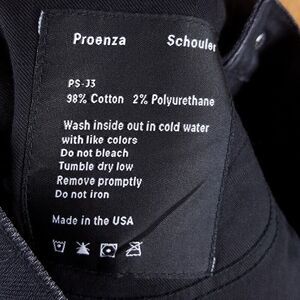 Proenza Schouler
PS-J3
98% Cotton 2% Polyurethane
Wash inside out in cold water
with like colors
Do not bleach
Tumble dry low
Remove promptly
Do not iron
Made in the USA